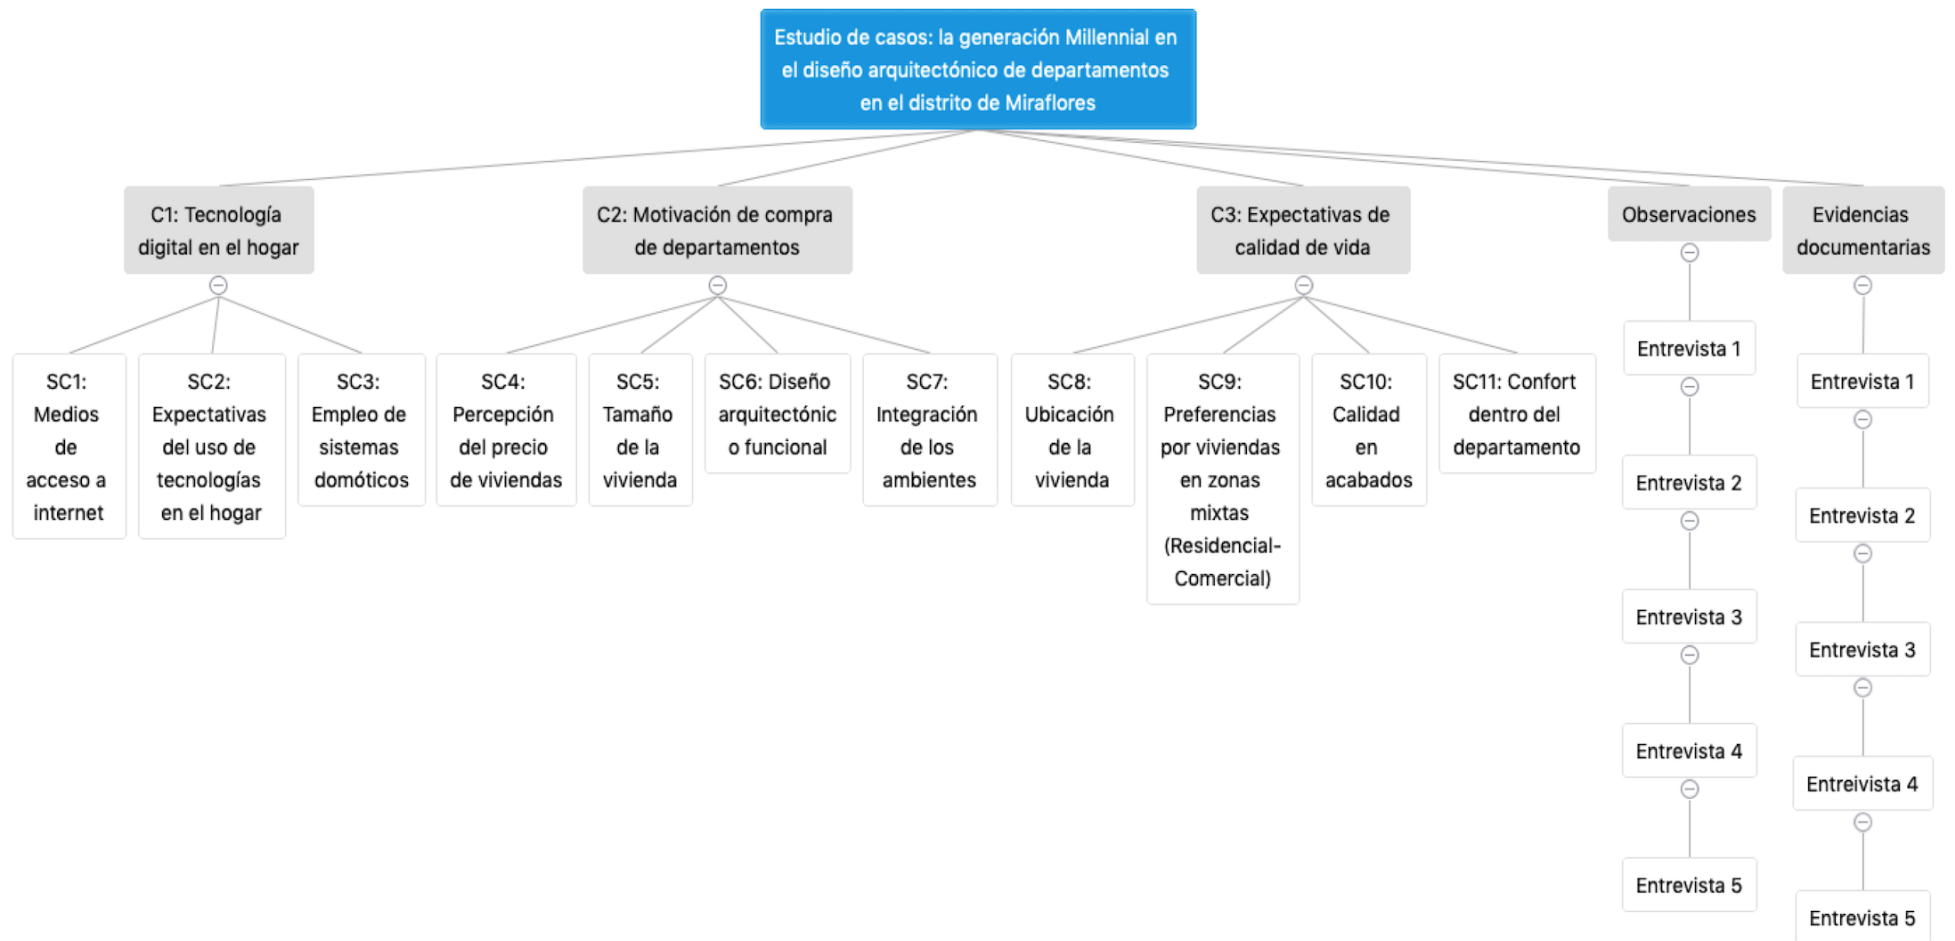 Estudio de casos: la generación Millennial en
el diseño arquitectónico de departamentos
en el distrito de Miraflores
C1: Tecnología
digital en el hogar
C2: Motivación de compra
de departamentos
C3: Expectativas de
calidad de vida
Observaciones
Evidencias
documentarias
SC1:
Medios
de
acceso a
internet
SC2:
Expectativas
del uso de
tecnologías
en el hogar
SC3:
Empleo de
sistemas
domóticos
SC4:
Percepción
del precio
de viviendas
SC5:
Tamaño
de la
vivienda
SC6: Diseño
arquitectónic
o funcional
SC7:
Integración
de los
ambientes
SC8:
Ubicación
de la
vivienda
SC9:
Preferencias
por viviendas
en zonas
mixtas
(Residencial-
Comercial)
SC10:
Calidad
en
acabados
SC11: Confort
dentro del
departamento
Entrevista 1
Entrevista 2
Entrevista 3
Entrevista 4
Entrevista 5
Entrevista 1
Entrevista 2
Entrevista 3
Entreivista 4
Entrevista 5